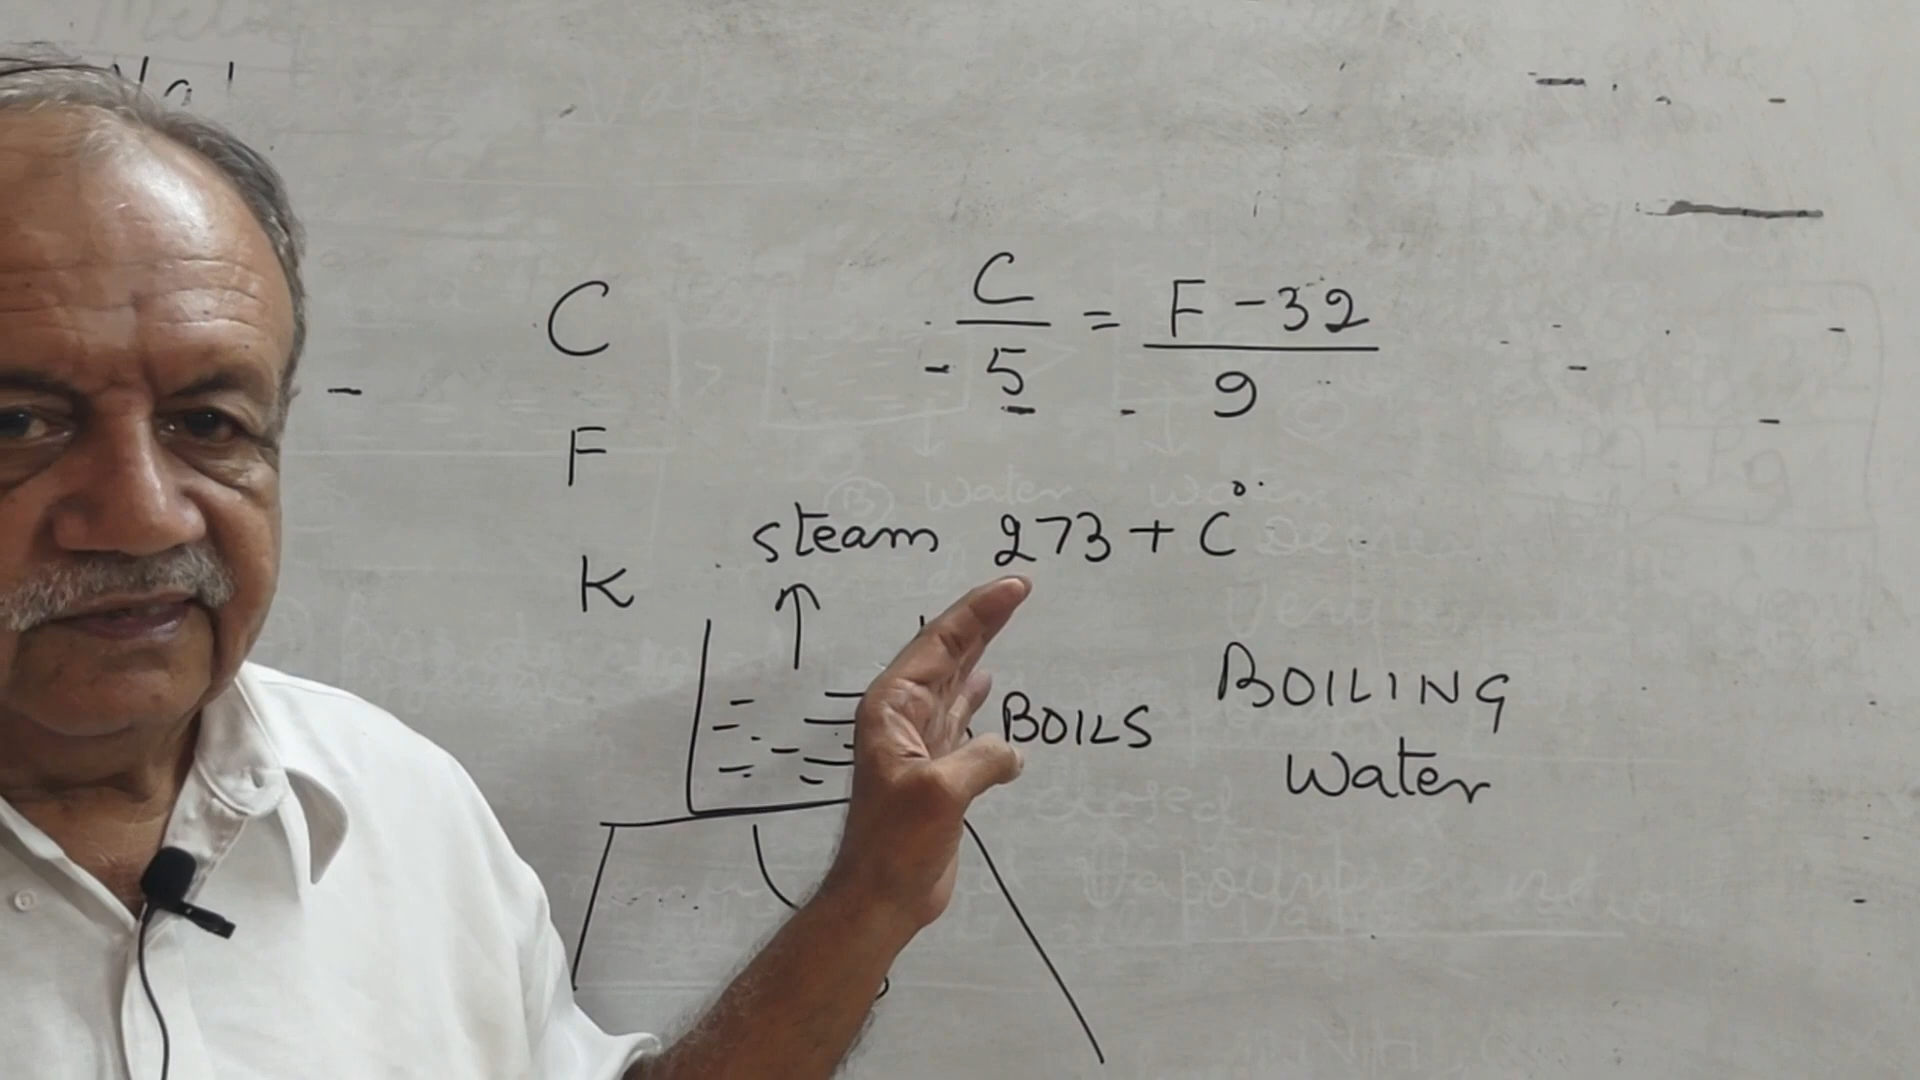 C
C/5 = F - 32/9
F
steam 273 + C°
K
BOILS
BOILING
Water